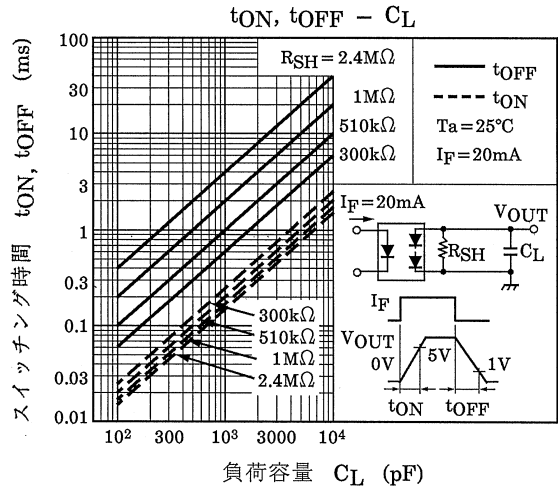 tON, tOFF – CL
スイッチング時間 tON, tOFF (ms)
100
30
10
3
1
0.3
0.1
0.03
0.01
10² 300 10³ 3000 10⁴
負荷容量 CL (pF)
RSH = 2.4MΩ
1MΩ
510kΩ
300kΩ
300kΩ
510kΩ
1MΩ
2.4MΩ
tOFF
tON
Ta = 25°C
IF = 20mA
IF = 20mA
VOUT
RSH
CL
IF
VOUT
0V
5V
1V
tON
tOFF